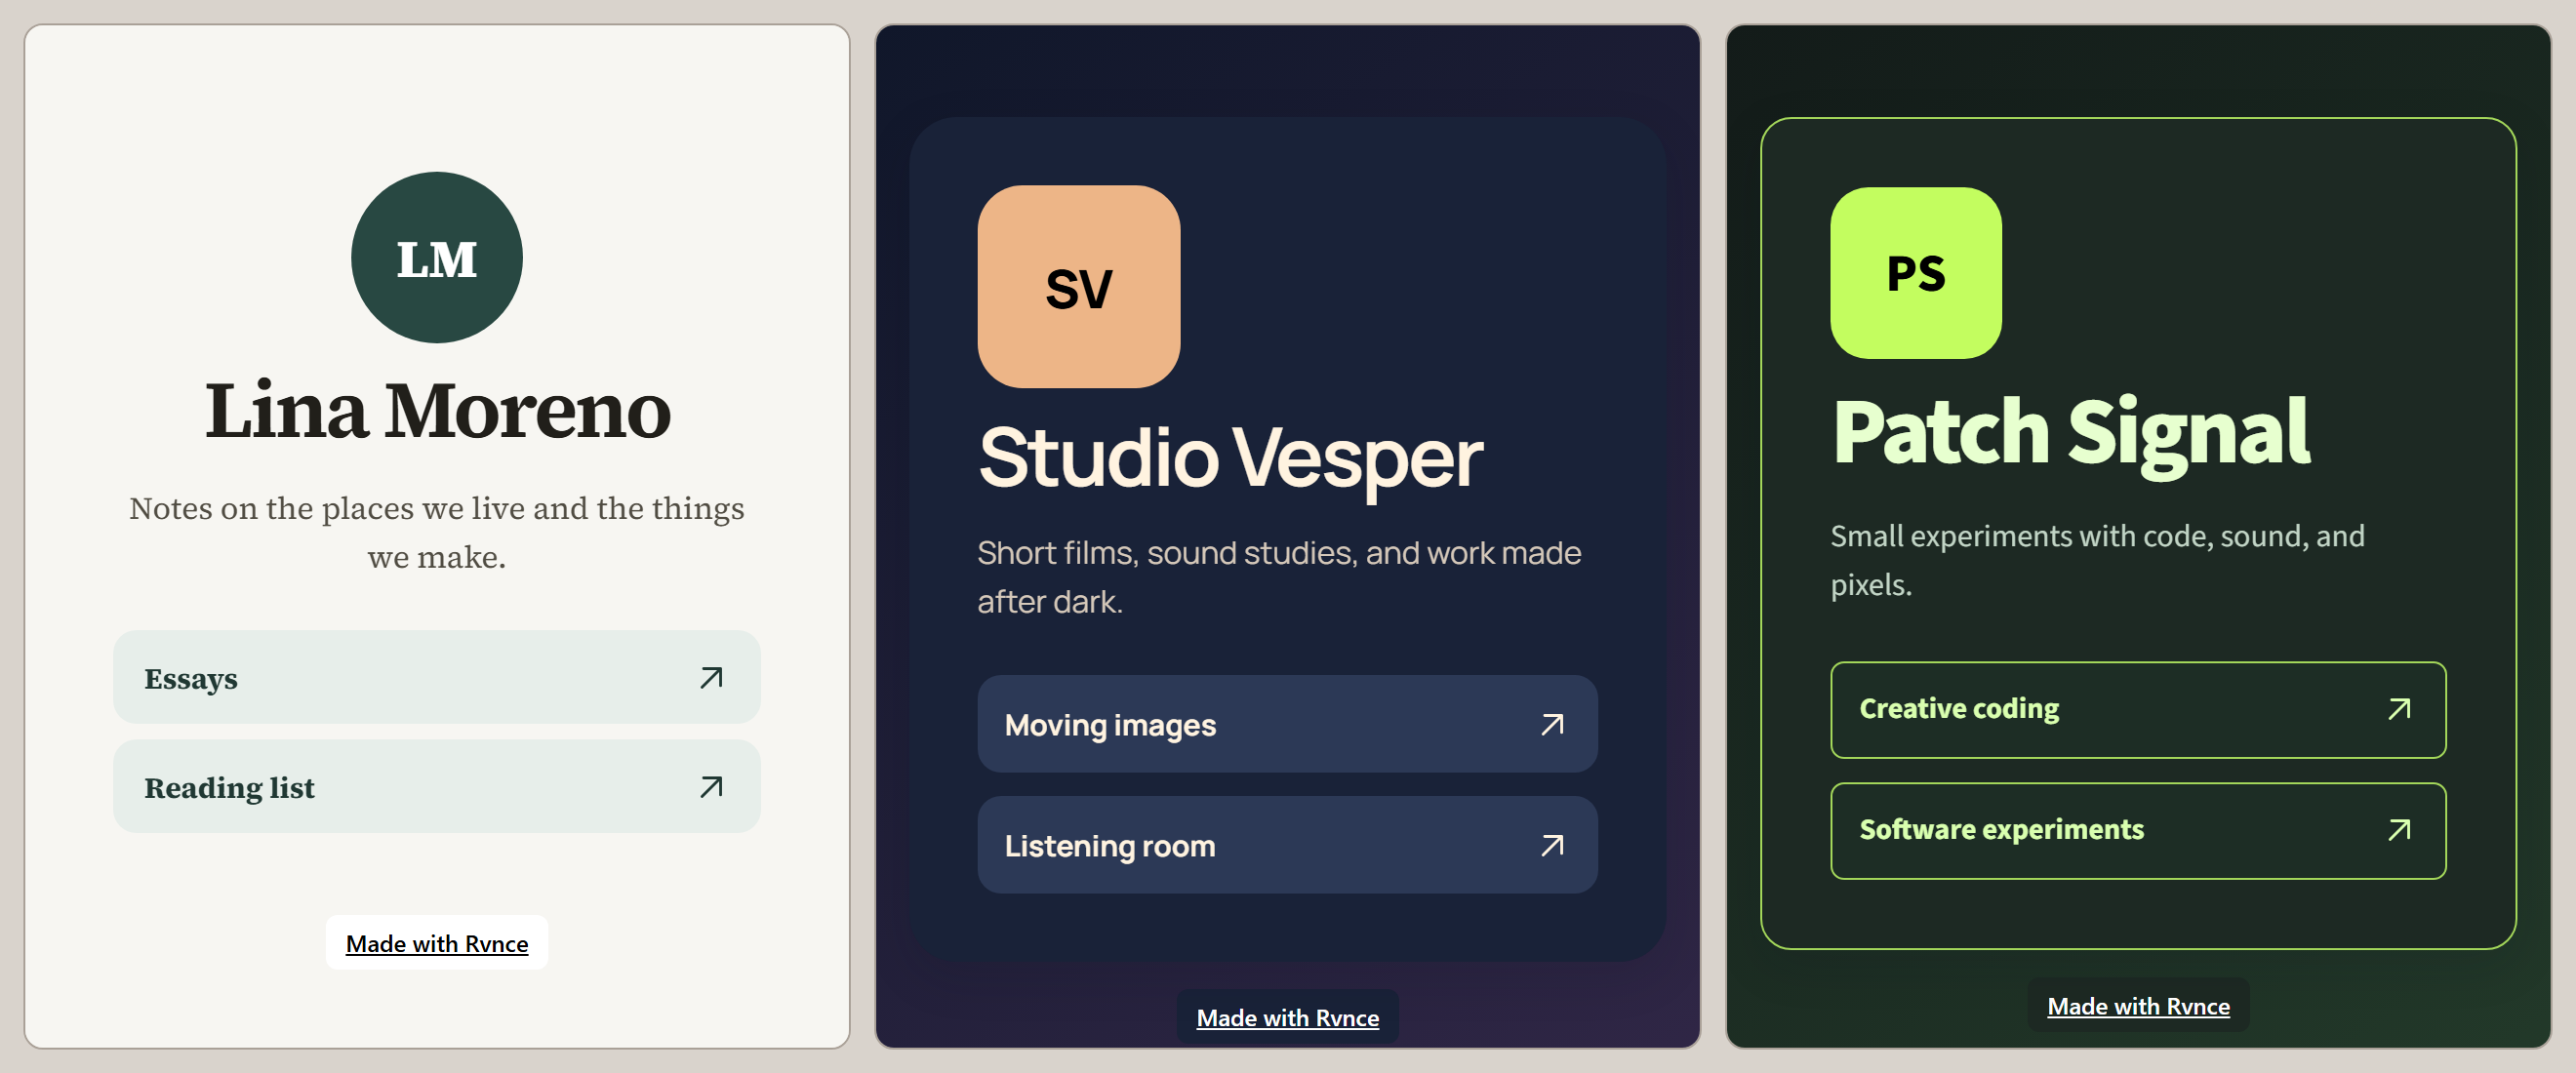 LM
Lina Moreno
Notes on the places we live and the things
we make.
Essays
Reading list
Made with Rvnce
SV
Studio Vesper
Short films, sound studies, and work made
after dark.
Moving images
Listening room
Made with Rvnce
PS
Patch Signal
Small experiments with code, sound, and
pixels.
Creative coding
Software experiments
Made with Rvnce